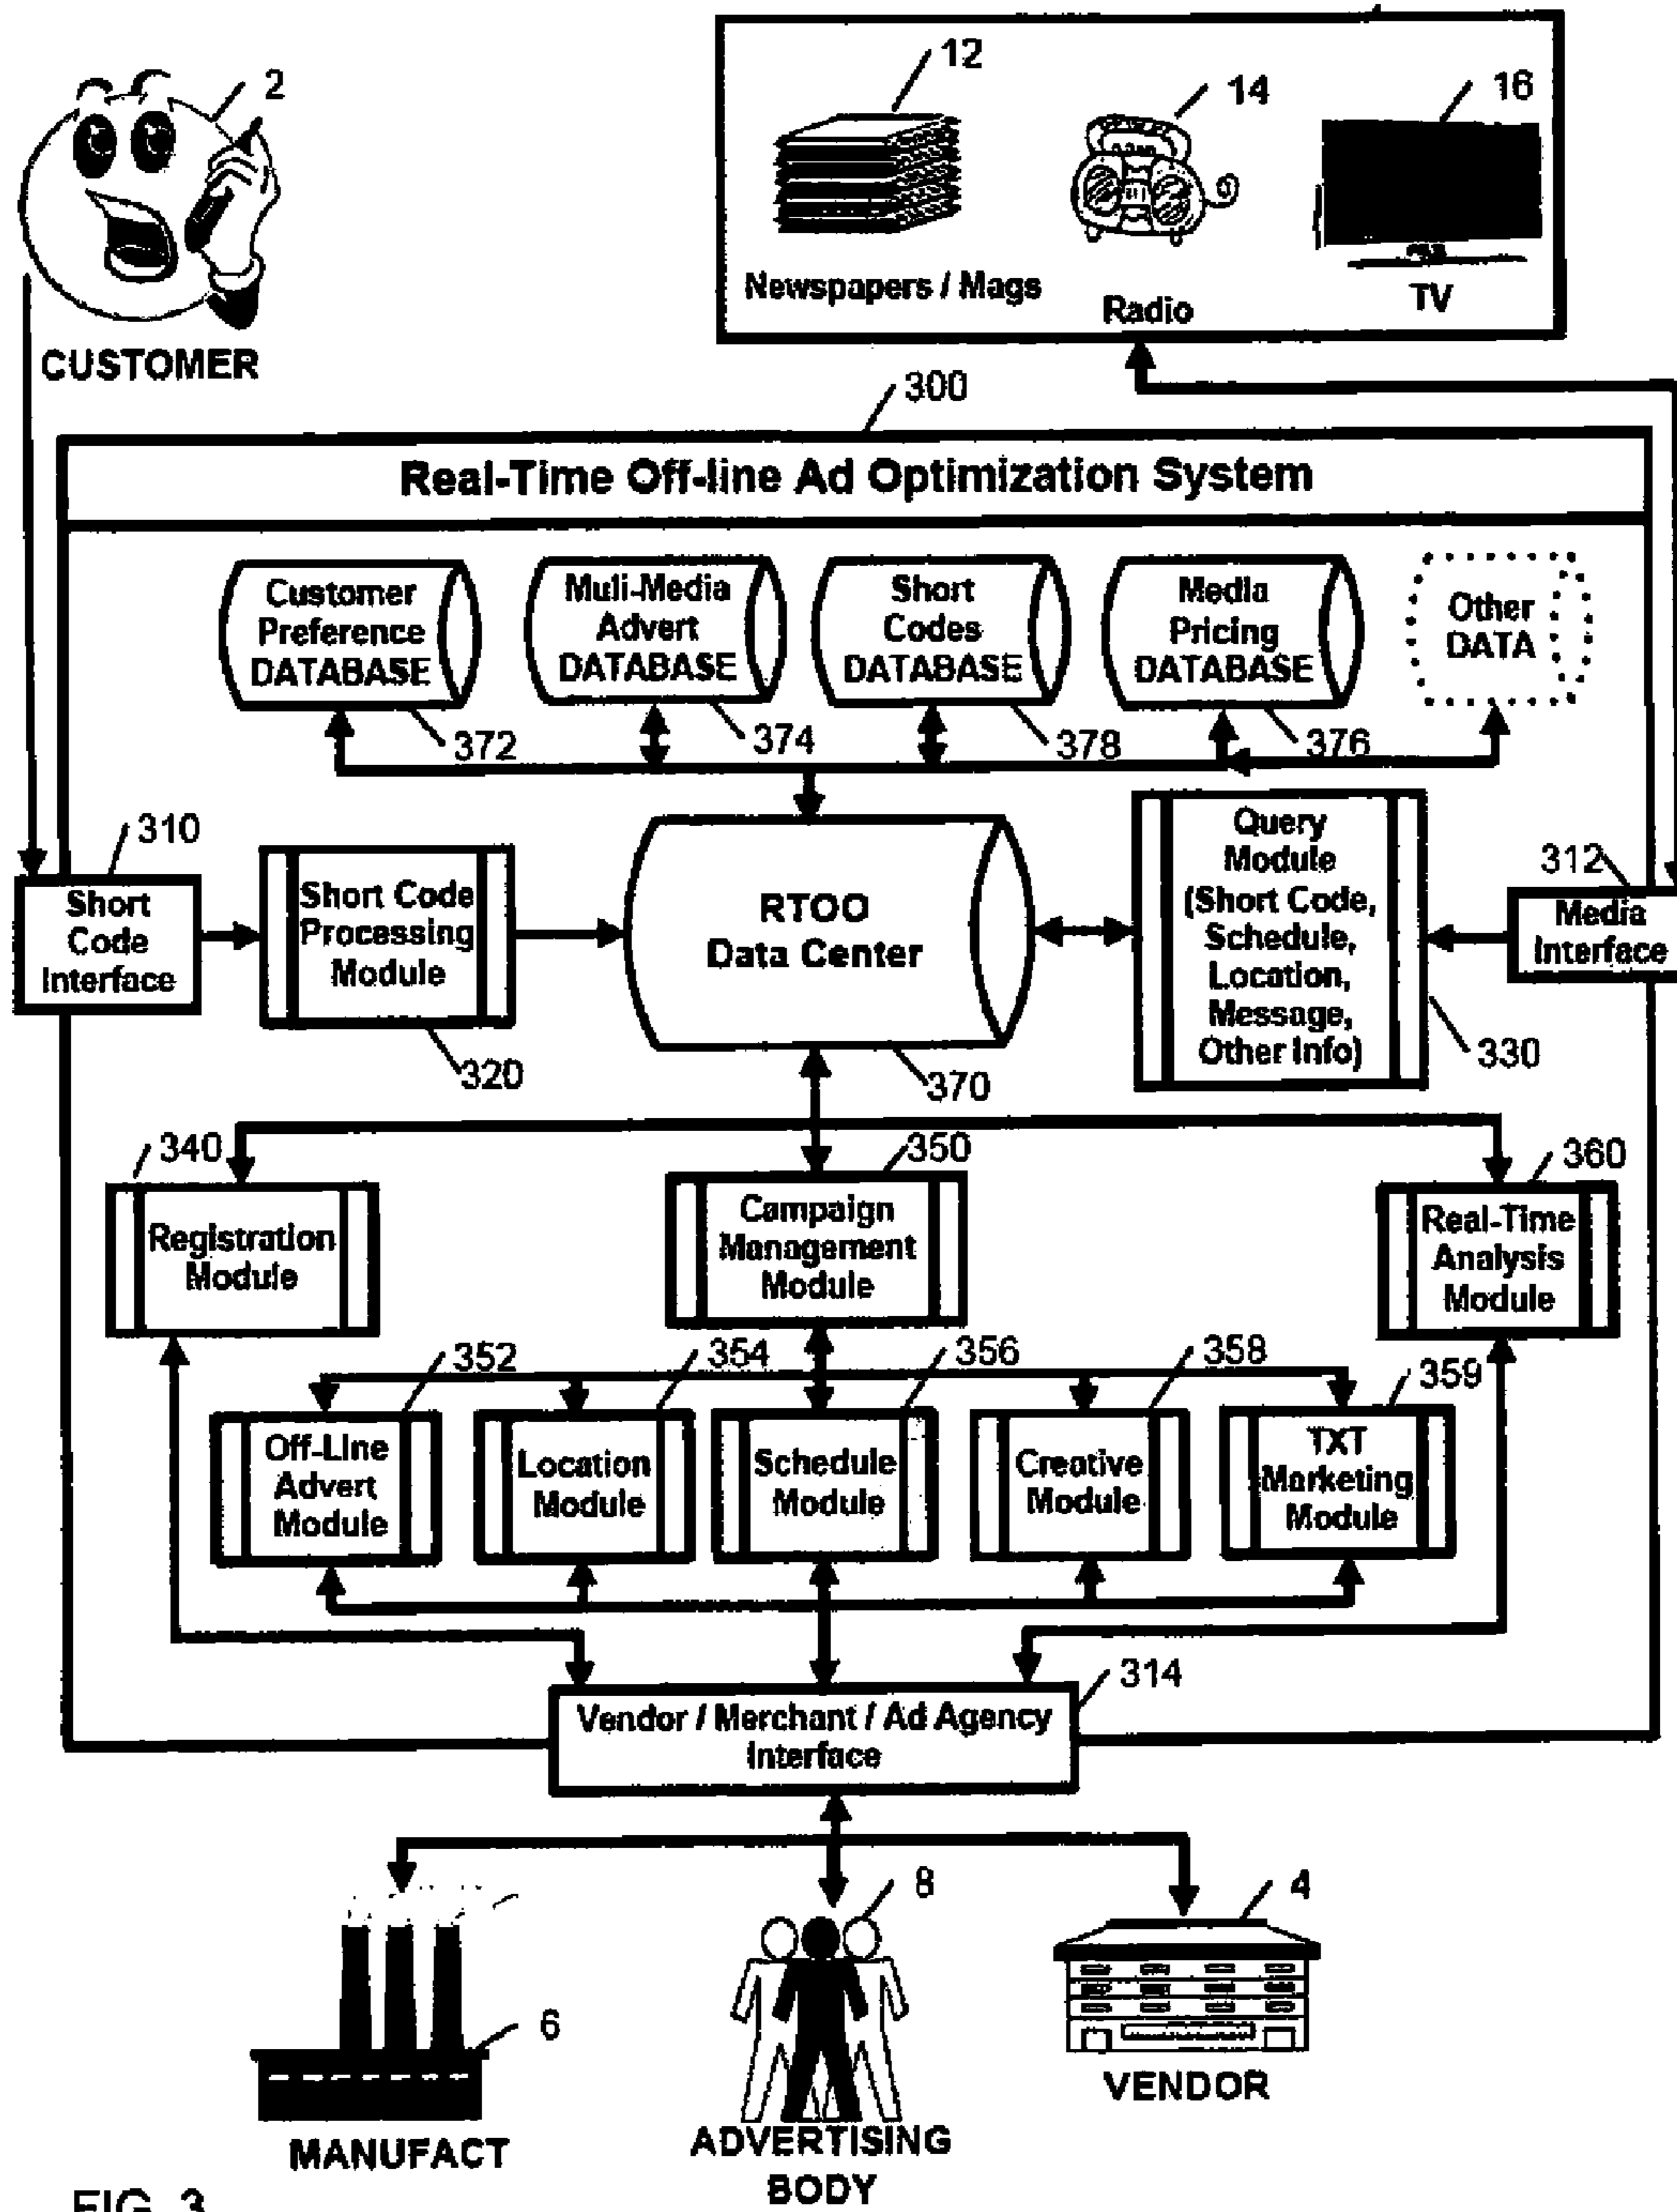 2
CUSTOMER
12
14
16
Newspapers / Mags
Radio
TV
300
Real-Time Off-line Ad Optimization System
Customer
Preference
DATABASE
372
Muli-Media
Advert
DATABASE
374
Short
Codes
DATABASE
378
Media
Pricing
DATABASE
376
Other
DATA
310
Short
Code
Interface
Short Code
Processing
Module
320
RTOO
Data Center
370
Query
Module
(Short Code,
Schedule,
Location,
Message,
Other Info)
330
312
Media
Interface
340
Registration
Module
350
Campaign
Management
Module
360
Real-Time
Analysis
Module
352
Off-Line
Advert
Module
354
Location
Module
356
Schedule
Module
358
Creative
Module
359
TXT
Marketing
Module
314
Vendor / Merchant / Ad Agency
Interface
6
MANUFACT
8
ADVERTISING
BODY
4
VENDOR
FIG. 3